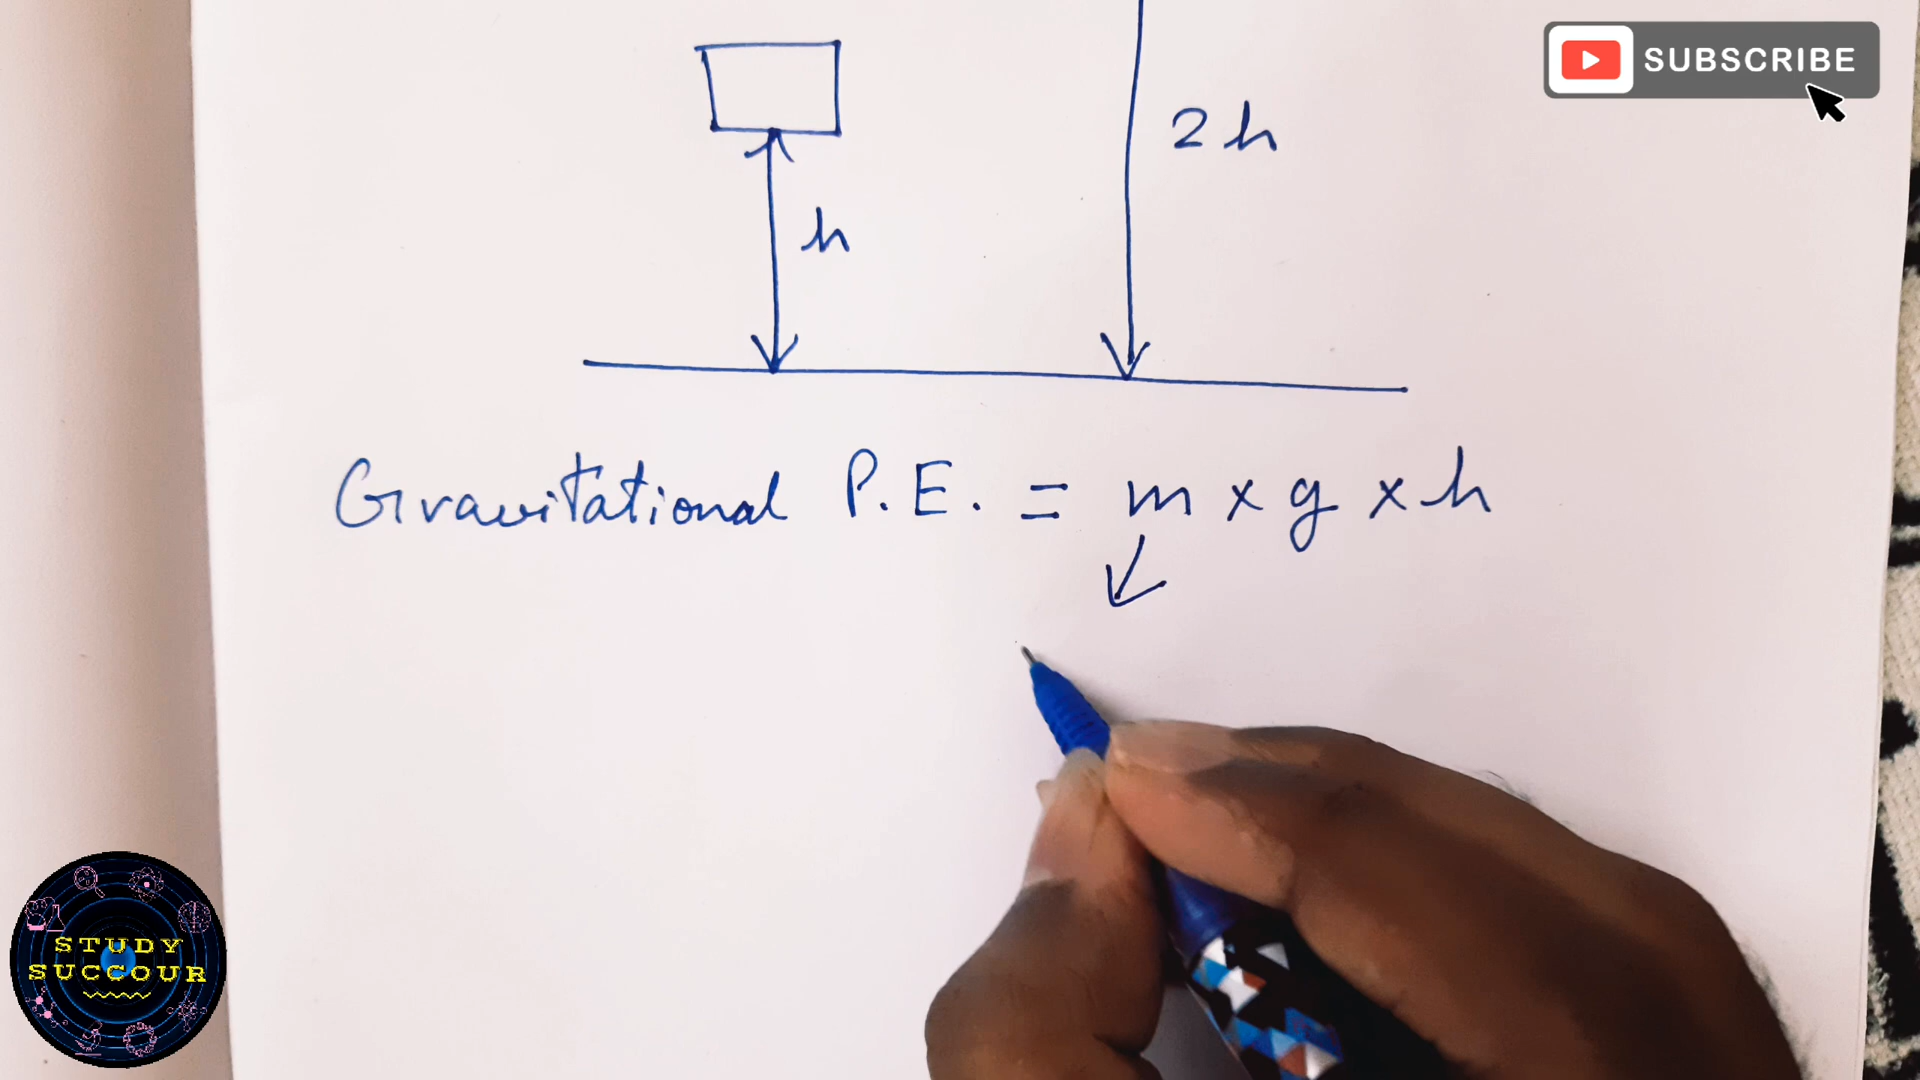 SUBSCRIBE
2h
h
Gravitational P.E. = m x g x h
STUDY
SUCCOUR